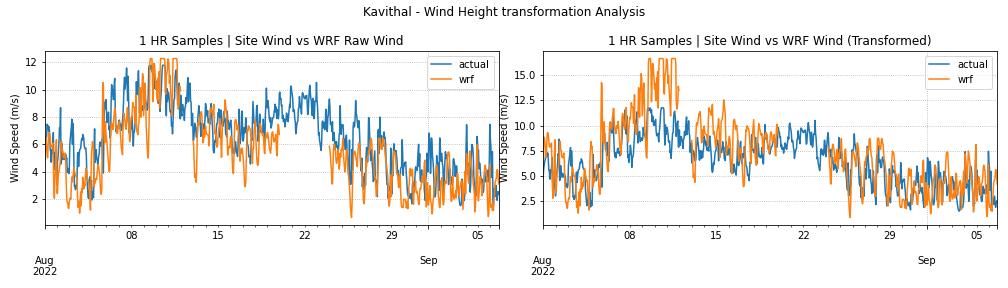 Kavithal - Wind Height transformation Analysis
1 HR Samples | Site Wind vs WRF Raw Wind
Wind Speed (m/s)
12
10
8
6
4
2
actual
wrf
08
15
22
29
05
Aug
2022
Sep
1 HR Samples | Site Wind vs WRF Wind (Transformed)
Wind Speed (m/s)
15.0
12.5
10.0
7.5
5.0
2.5
actual
wrf
08
15
22
29
05
Aug
2022
Sep